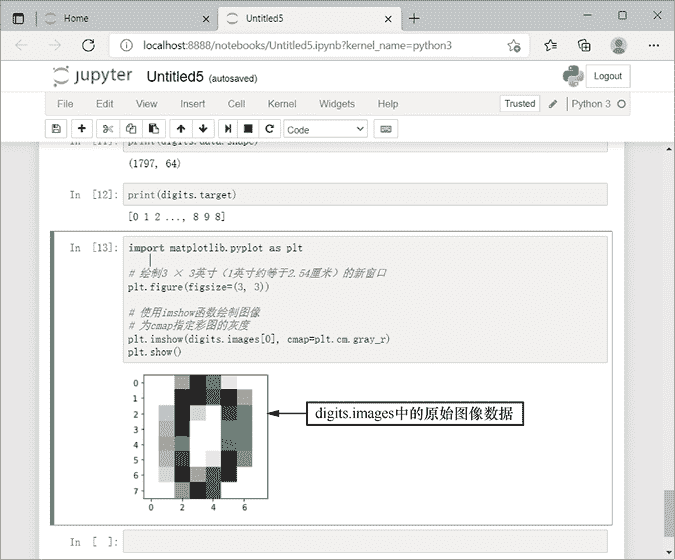 Home
Untitled5
localhost:8888/notebooks/Untitled5.ipynb?kernel_name=python3
jupyter Untitled5 (autosaved)
Logout
File Edit View Insert Cell Kernel Widgets Help
Trusted
Python 3
Code
In [11]: print(digits.data.shape)
(1797, 64)
In [12]: print(digits.target)
[0 1 2 ..., 8 9 8]
In [13]: import matplotlib.pyplot as plt
# 绘制3 × 3英寸（1英寸约等于2.54厘米）的新窗口
plt.figure(figsize=(3, 3))
# 使用imshow函数绘制图像
# 为cmap指定彩图的灰度
plt.imshow(digits.images[0], cmap=plt.cm.gray_r)
plt.show()
0
1
2
3
4
5
6
7
0 2 4 6
digits.images中的原始图像数据
In [ ]: